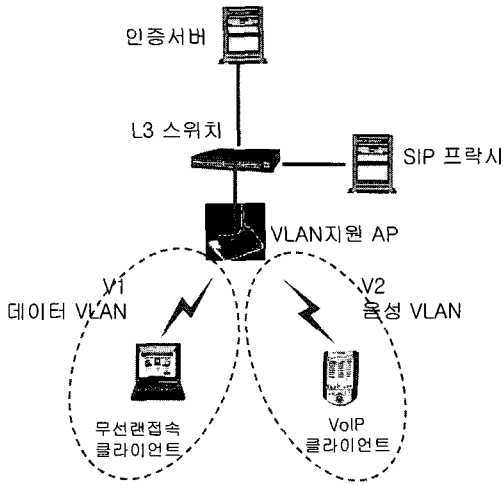 인증서버
L3 스위치
SIP 프락시
VLAN지원 AP
V1
데이터 VLAN
V2
음성 VLAN
무선랜접속
클라이언트
VoIP
클라이언트